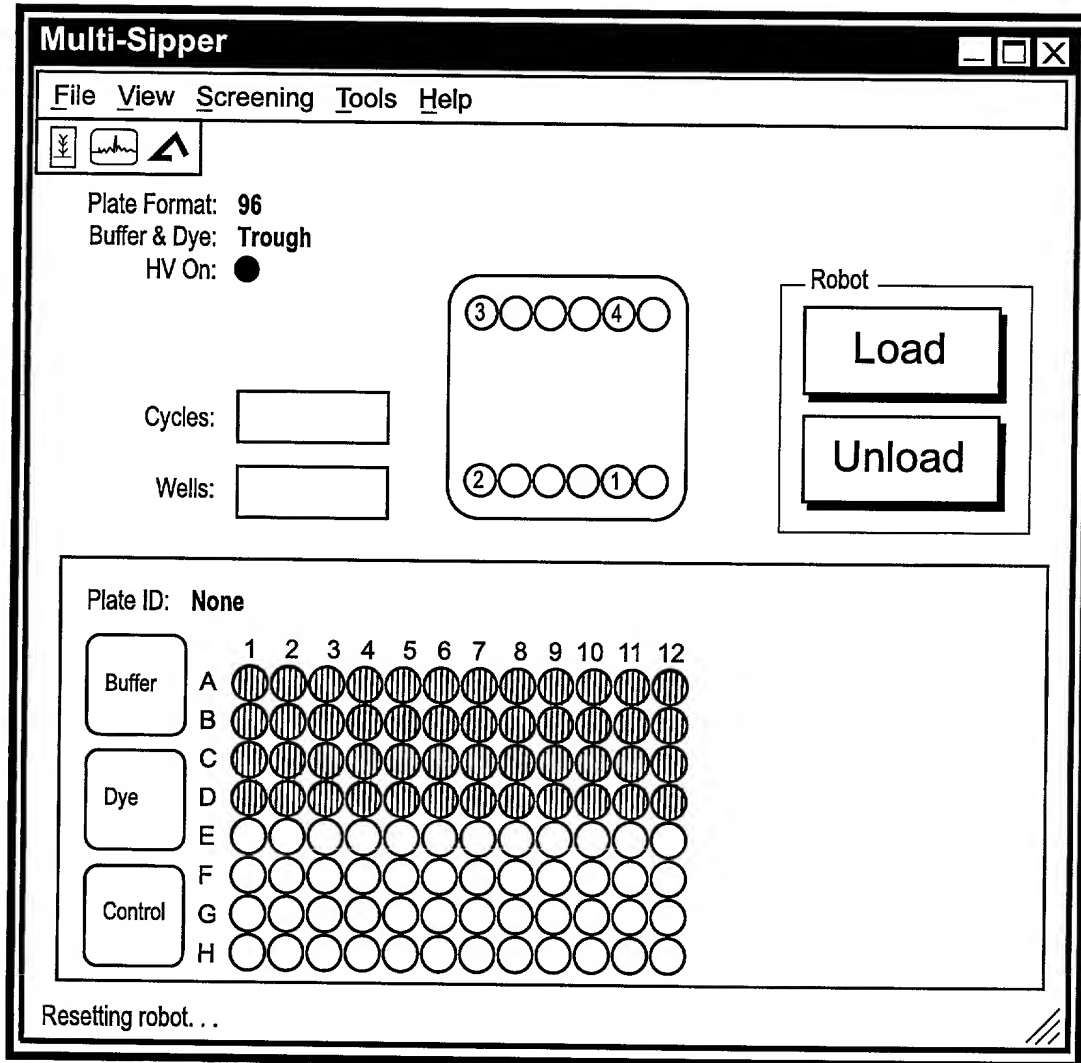 Multi-Sipper
File View Screening Tools Help
Plate Format: 96
Buffer & Dye: Trough
HV On:
3 4
Robot
Load
Cycles:
Unload
Wells:
2 1
Plate ID: None
1 2 3 4 5 6 7 8 9 10 11 12
Buffer
A
B
C
Dye
D
E
F
Control
G
H
Resetting robot. . .